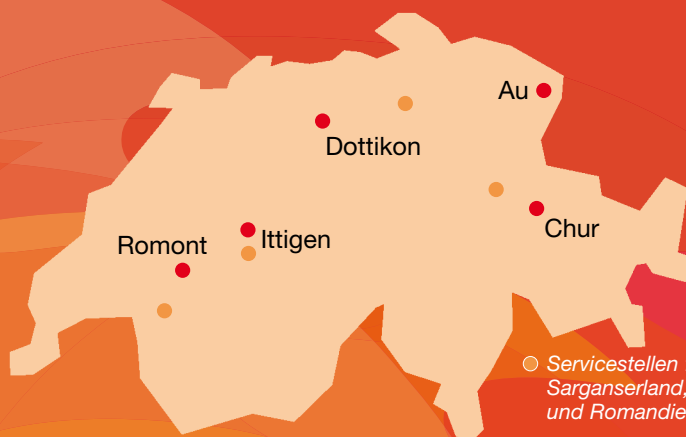 Au
Dottikon
Chur
Ittigen
Romont
Servicestellen
Sarganserland,
und Romandie